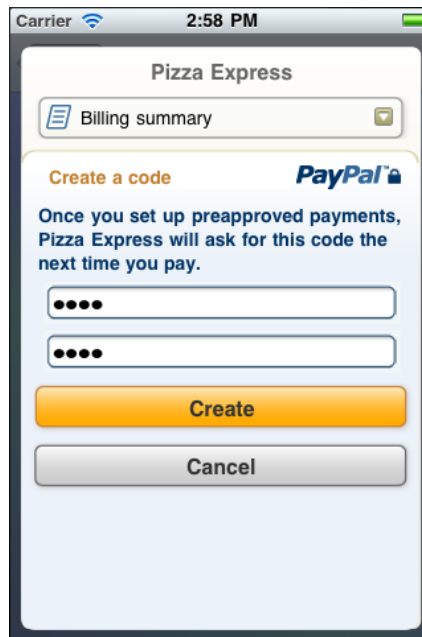 Carrier 2:58 PM
Pizza Express
Billing summary
Create a code PayPal™
Once you set up preapproved payments,
Pizza Express will ask for this code the
next time you pay.
••••
••••
Create
Cancel